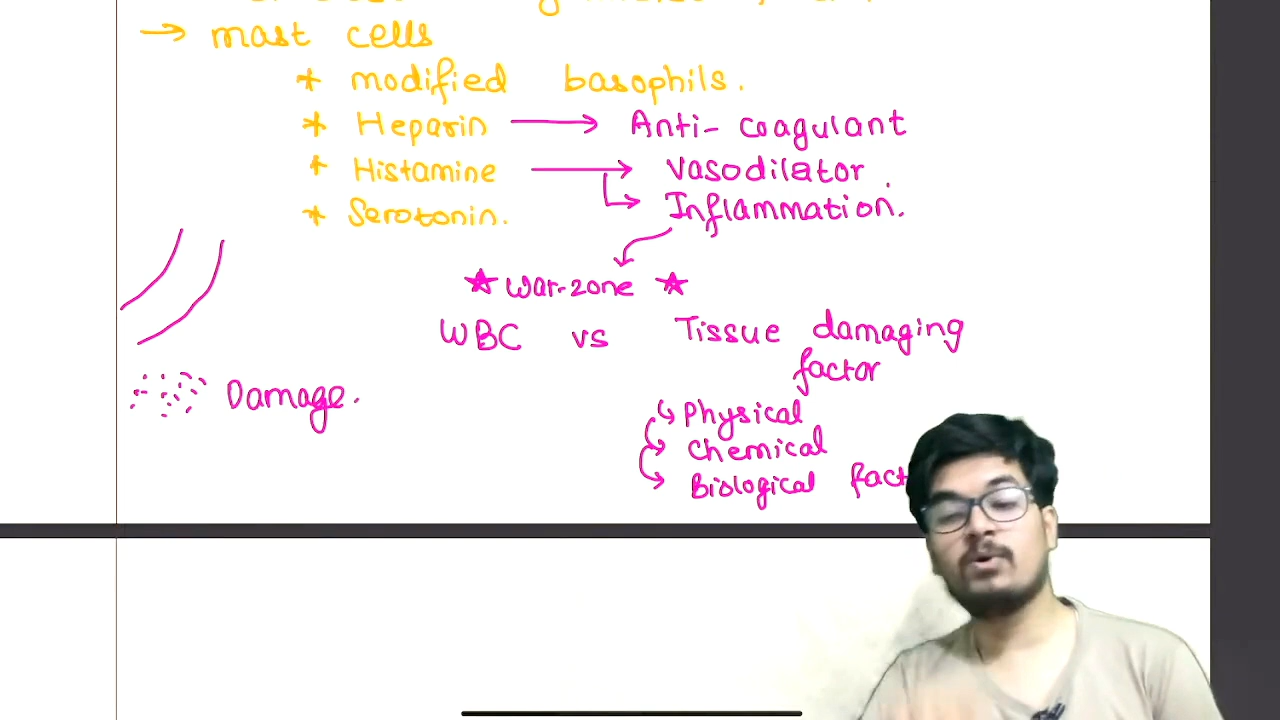 → mast cells
* modified basophils.
* Heparin → Anti-coagulant
* Histamine → Vasodilator
↳ Inflammation.
* Serotonin.
★ War-zone ★
WBC vs Tissue damaging
factor
Damage.
↳ Physical
↳ Chemical
↳ Biological fact